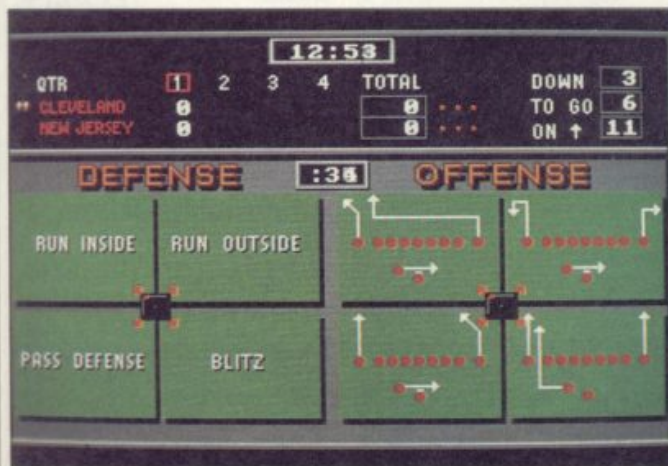 12:53
QTR 1 2 3 4 TOTAL DOWN 3
" CLEVELAND 0 0 TO GO 6
NEW JERSEY 0 0 ON ↑ 11
DEFENSE OFFENSE
RUN INSIDE RUN OUTSIDE
PASS DEFENSE BLITZ